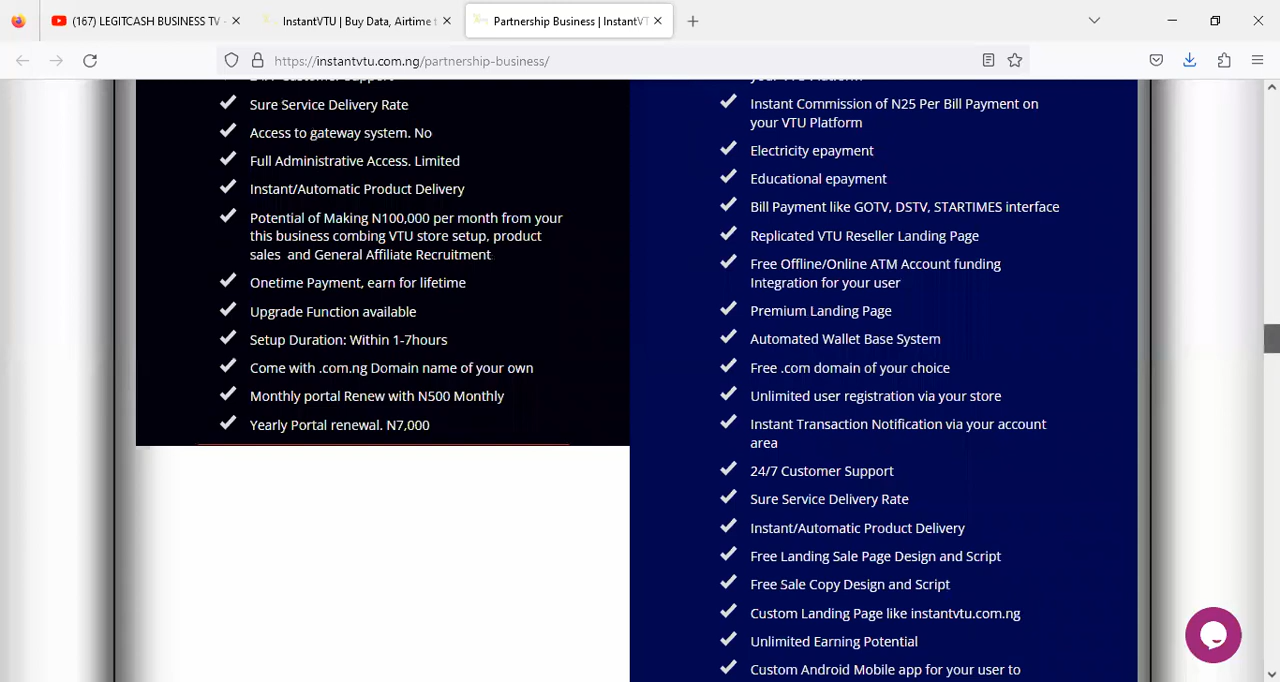 (167) LEGITCASH BUSINESS TV -
InstantVTU | Buy Data, Airtime t
Partnership Business | InstantVT
https://instantvtu.com.ng/partnership-business/
24/7 Customer Support
Sure Service Delivery Rate
Access to gateway system. No
Full Administrative Access. Limited
Instant/Automatic Product Delivery
Potential of Making N100,000 per month from your
this business combing VTU store setup, product
sales and General Affiliate Recruitment
Onetime Payment, earn for lifetime
Upgrade Function available
Setup Duration: Within 1-7hours
Come with .com.ng Domain name of your own
Monthly portal Renew with N500 Monthly
Yearly Portal renewal. N7,000
your VTU Platform
Instant Commission of N25 Per Bill Payment on
your VTU Platform
Electricity epayment
Educational epayment
Bill Payment like GOTV, DSTV, STARTIMES interface
Replicated VTU Reseller Landing Page
Free Offline/Online ATM Account funding
Integration for your user
Premium Landing Page
Automated Wallet Base System
Free .com domain of your choice
Unlimited user registration via your store
Instant Transaction Notification via your account
area
24/7 Customer Support
Sure Service Delivery Rate
Instant/Automatic Product Delivery
Free Landing Sale Page Design and Script
Free Sale Copy Design and Script
Custom Landing Page like instantvtu.com.ng
Unlimited Earning Potential
Custom Android Mobile app for your user to